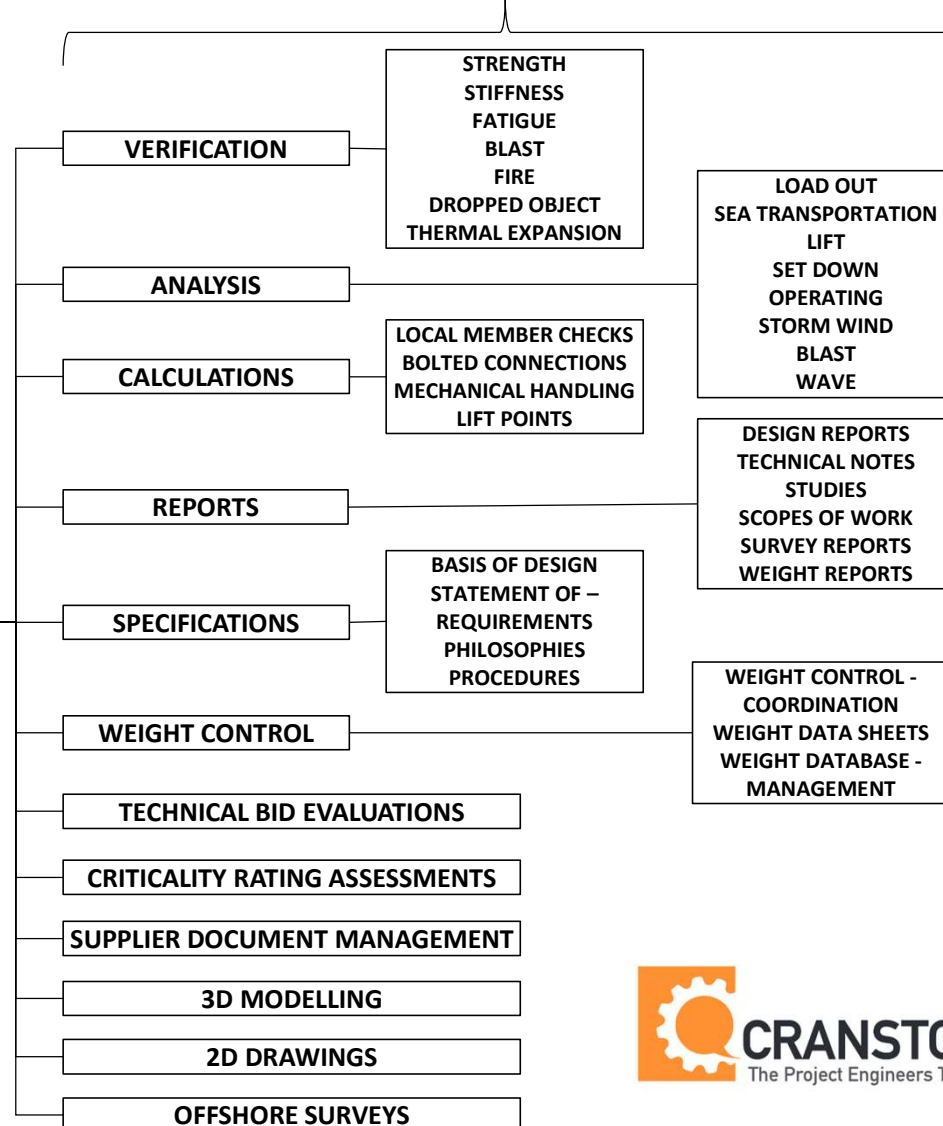 VERIFICATION
STRENGTH
STIFFNESS
FATIGUE
BLAST
FIRE
DROPPED OBJECT
THERMAL EXPANSION
ANALYSIS
LOAD OUT
SEA TRANSPORTATION
LIFT
SET DOWN
OPERATING
STORM WIND
BLAST
WAVE
CALCULATIONS
LOCAL MEMBER CHECKS
BOLTED CONNECTIONS
MECHANICAL HANDLING
LIFT POINTS
REPORTS
DESIGN REPORTS
TECHNICAL NOTES
STUDIES
SCOPES OF WORK
SURVEY REPORTS
WEIGHT REPORTS
SPECIFICATIONS
BASIS OF DESIGN
STATEMENT OF –
REQUIREMENTS
PHILOSOPHIES
PROCEDURES
WEIGHT CONTROL
WEIGHT CONTROL -
COORDINATION
WEIGHT DATA SHEETS
WEIGHT DATABASE -
MANAGEMENT
TECHNICAL BID EVALUATIONS
CRITICALITY RATING ASSESSMENTS
SUPPLIER DOCUMENT MANAGEMENT
3D MODELLING
2D DRAWINGS
OFFSHORE SURVEYS
The Project Engineers